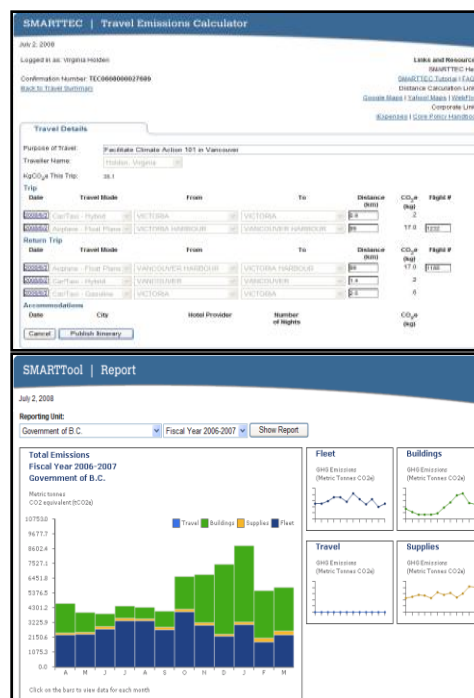 SMARTTEC | Travel Emissions Calculator
July 2, 2008
Logged in as: Virginia Holden
Links and Resource
SMARTTEC He
Confirmation Number: TEC0000000027600
SMARTTEC Tutorial | FAQ
Back to Travel Summary
Distance Calculation Link
Google Maps | Yahoo! Maps |
Corporate Link
iExpenses | Core Policy Handboo
Travel Details
Purpose of Travel: Facilitate Climate Action 101 in Vancouver
Traveller Name: Holden, Virginia
KgCO2e This Trip: 38.1
Trip
Date Travel Mode From To Distance (km) CO2e (kg) Flight #
Car/Taxi - Hybrid VICTORIA VICTORIA 2
Airplane - Float Plane VICTORIA HARBOUR VANCOUVER HARBOUR 17.0
Return Trip
Date Travel Mode From To Distance (km) CO2e (kg) Flight #
Airplane - Float Plane VANCOUVER HARBOUR VICTORIA HARBOUR 17.0
Car/Taxi - Hybrid VANCOUVER VANCOUVER 2
Car/Taxi - Gasoline VICTORIA VICTORIA
Accommodations
Date City Hotel Provider Number of Nights CO2e (kg)
Cancel Publish Itinerary
SMARTTool | Report
July 2, 2008
Reporting Unit:
Government of B.C. Fiscal Year 2006-2007 Show Report
Total Emissions
Fiscal Year 2006-2007
Government of B.C.
Metric tonnes
CO2 equivalent (tCO2e)
Travel Buildings Supplies Fleet
10753.0
9677.7
8602.4
7527.1
6451.8
5376.5
4301.2
3225.9
2150.6
1075.3
0.0
A M J J A S O N D J F M
Click on the bars to view data for each month
Fleet
GHG Emissions
(Metric Tonnes CO2e)
Buildings
GHG Emissions
(Metric Tonnes CO2e)
Travel
GHG Emissions
(Metric Tonnes CO2e)
Supplies
GHG Emissions
(Metric Tonnes CO2e)